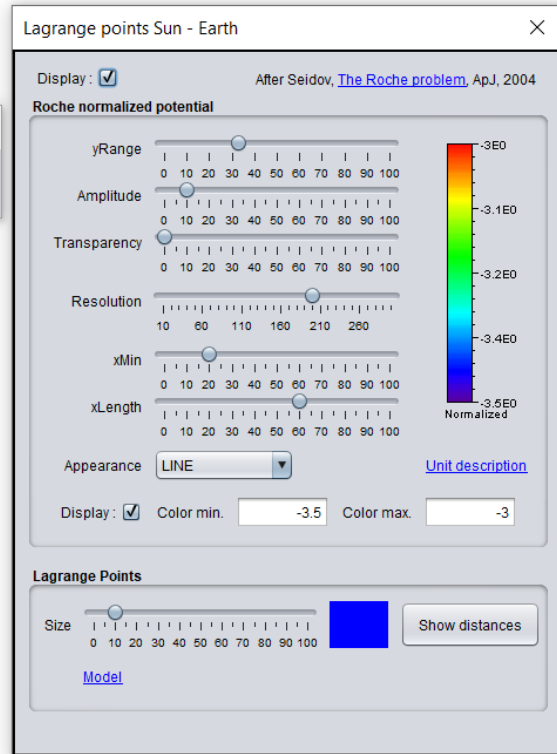 Lagrange points Sun - Earth
Display : After Seidov, The Roche problem, ApJ, 2004
Roche normalized potential
yRange
0 10 20 30 40 50 60 70 80 90 100
Amplitude
0 10 20 30 40 50 60 70 80 90 100
Transparency
0 10 20 30 40 50 60 70 80 90 100
Resolution
10 60 110 160 210 260
xMin
0 10 20 30 40 50 60 70 80 90 100
xLength
0 10 20 30 40 50 60 70 80 90 100
-3E0
-3.1E0
-3.2E0
-3.4E0
-3.5E0
Normalized
Appearance LINE Unit description
Display : Color min. -3.5 Color max. -3
Lagrange Points
Size
0 10 20 30 40 50 60 70 80 90 100
Show distances
Model